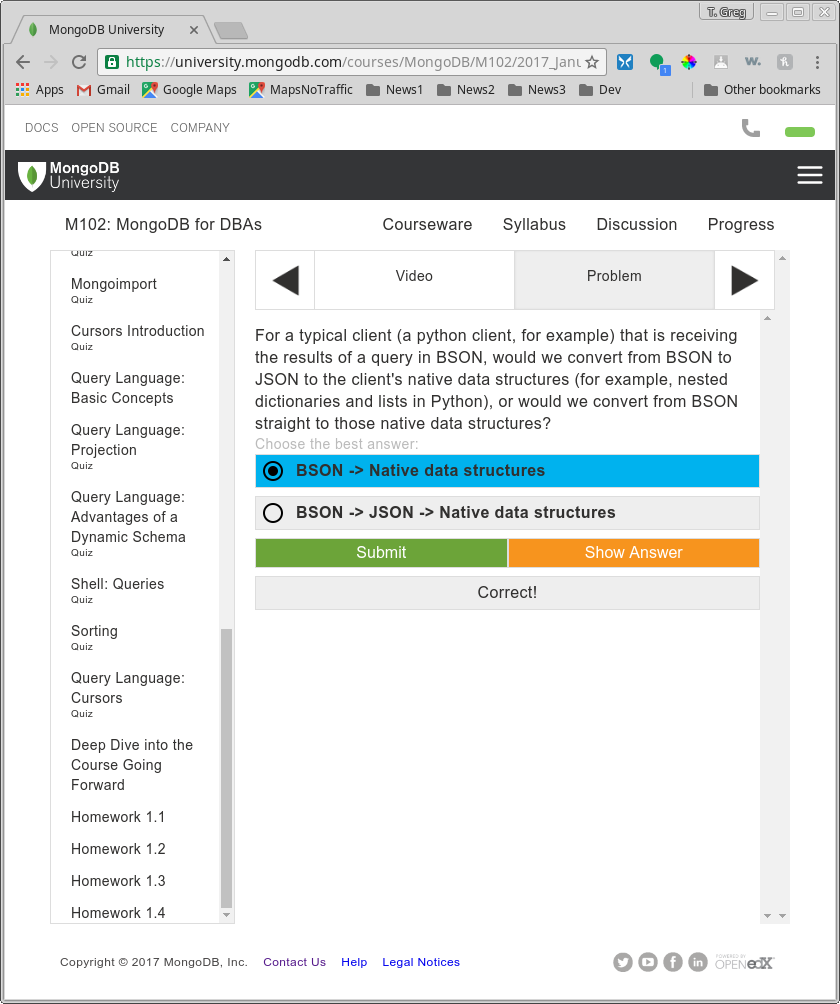 T. Greg
MongoDB University
https://university.mongodb.com/courses/MongoDB/M102/2017_Janu
1
W.
Apps
Gmail
Google Maps
MapsNoTraffic
News1
News2
News3
Dev
Other bookmarks
DOCS
OPEN SOURCE
COMPANY
MongoDB
University
M102: MongoDB for DBAs
Courseware
Syllabus
Discussion
Progress
Quiz
Mongoimport
Quiz
Cursors Introduction
Quiz
Query Language:
Basic Concepts
Query Language:
Projection
Quiz
Query Language:
Advantages of a
Dynamic Schema
Quiz
Shell: Queries
Quiz
Sorting
Quiz
Query Language:
Cursors
Quiz
Deep Dive into the
Course Going
Forward
Homework 1.1
Homework 1.2
Homework 1.3
Homework 1.4
Video
Problem
For a typical client (a python client, for example) that is receiving
the results of a query in BSON, would we convert from BSON to
JSON to the client's native data structures (for example, nested
dictionaries and lists in Python), or would we convert from BSON
straight to those native data structures?
Choose the best answer:
BSON -> Native data structures
BSON -> JSON -> Native data structures
Submit
Show Answer
Correct!
Copyright © 2017 MongoDB, Inc.
Contact Us
Help
Legal Notices
POWERED BY
OPEN edX